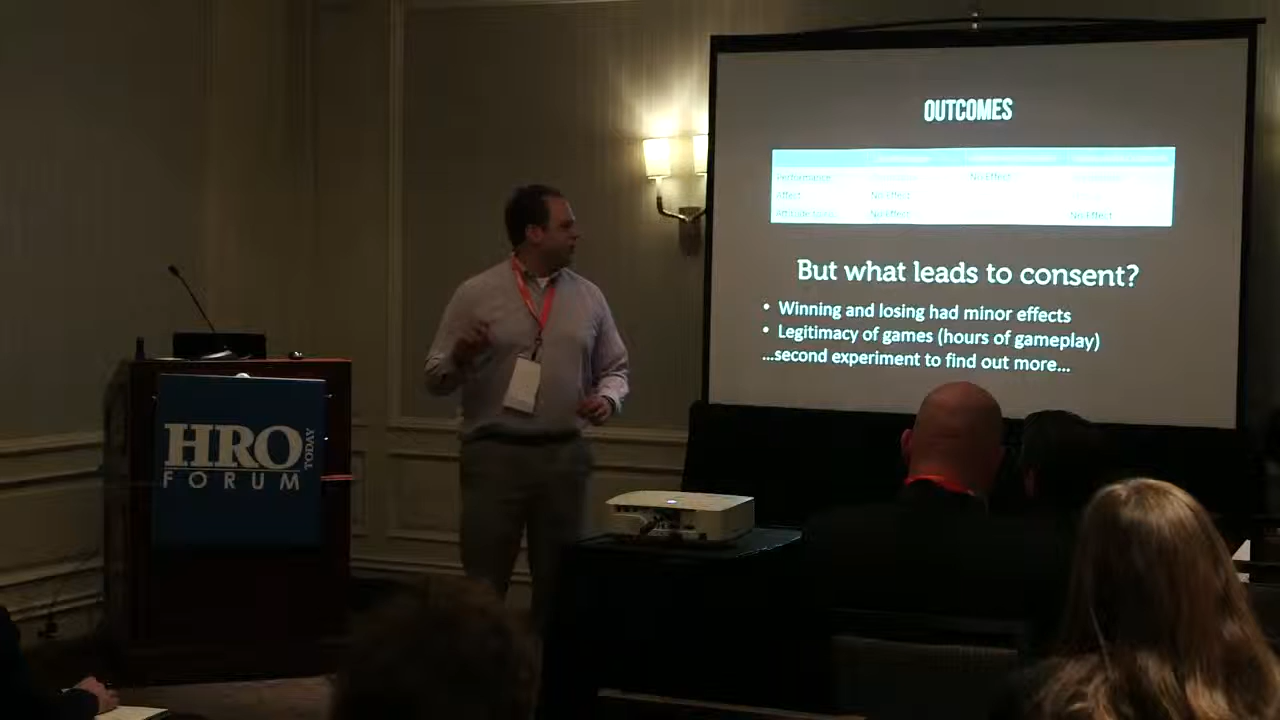 OUTCOMES
Performance No Effect
Affect No Effect
No Effect No Effect
But what leads to consent?
• Winning and losing had minor effects
• Legitimacy of games (hours of gameplay)
...second experiment to find out more...
HRO TODAY
FORUM